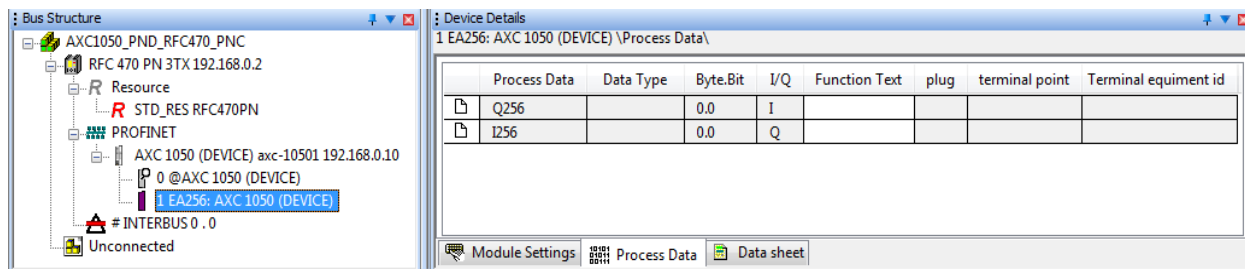 Bus Structure
AXC1050_PND_RFC470_PNC
RFC 470 PN 3TX 192.168.0.2
R Resource
R STD_RES RFC470PN
PROFINET
AXC 1050 (DEVICE) axc-10501 192.168.0.10
0 @AXC 1050 (DEVICE)
1 EA256: AXC 1050 (DEVICE)
# INTERBUS 0 . 0
Unconnected
Device Details
1 EA256: AXC 1050 (DEVICE) \Process Data\
Process Data Data Type Byte.Bit I/Q Function Text plug terminal point Terminal equiment id
Q256 0.0 I
I256 0.0 Q
Module Settings Process Data Data sheet